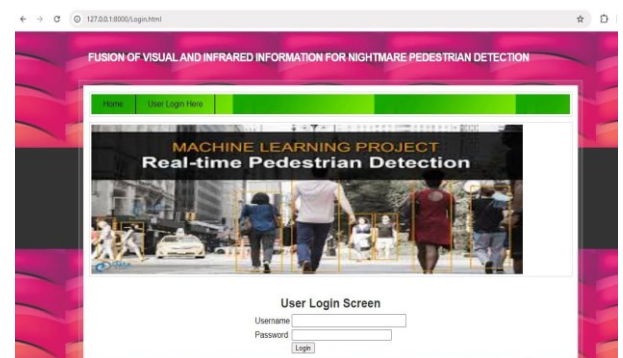 127.0.0.1:8000/Login.html
FUSION OF VISUAL AND INFRARED INFORMATION FOR NIGHTMARE PEDESTRIAN DETECTION
Home User Login Here
MACHINE LEARNING PROJECT
Real-time Pedestrian Detection
User Login Screen
Username
Password
Login